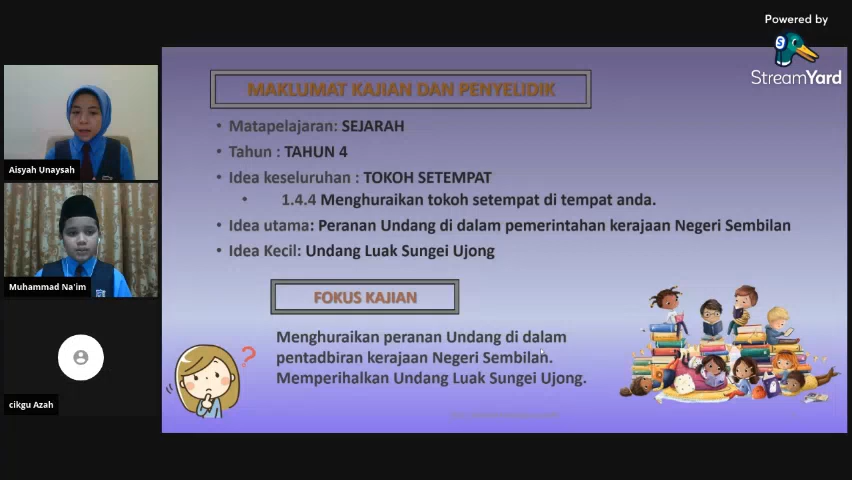 Powered by
S
StreamYard
MAKLUMAT KAJIAN DAN PENYELIDIK
• Matapelajaran: SEJARAH
• Tahun : TAHUN 4
• Idea keseluruhan : TOKOH SETEMPAT
• 1.4.4 Menghuraikan tokoh setempat di tempat anda.
• Idea utama: Peranan Undang di dalam pemerintahan kerajaan Negeri Sembilan
• Idea Kecil: Undang Luak Sungei Ujong
FOKUS KAJIAN
?
Menghuraikan peranan Undang di dalam
pentadbiran kerajaan Negeri Sembilan.
Memperihalkan Undang Luak Sungei Ujong.
Aisyah Unaysah
Muhammad Na'im
cikgu Azah